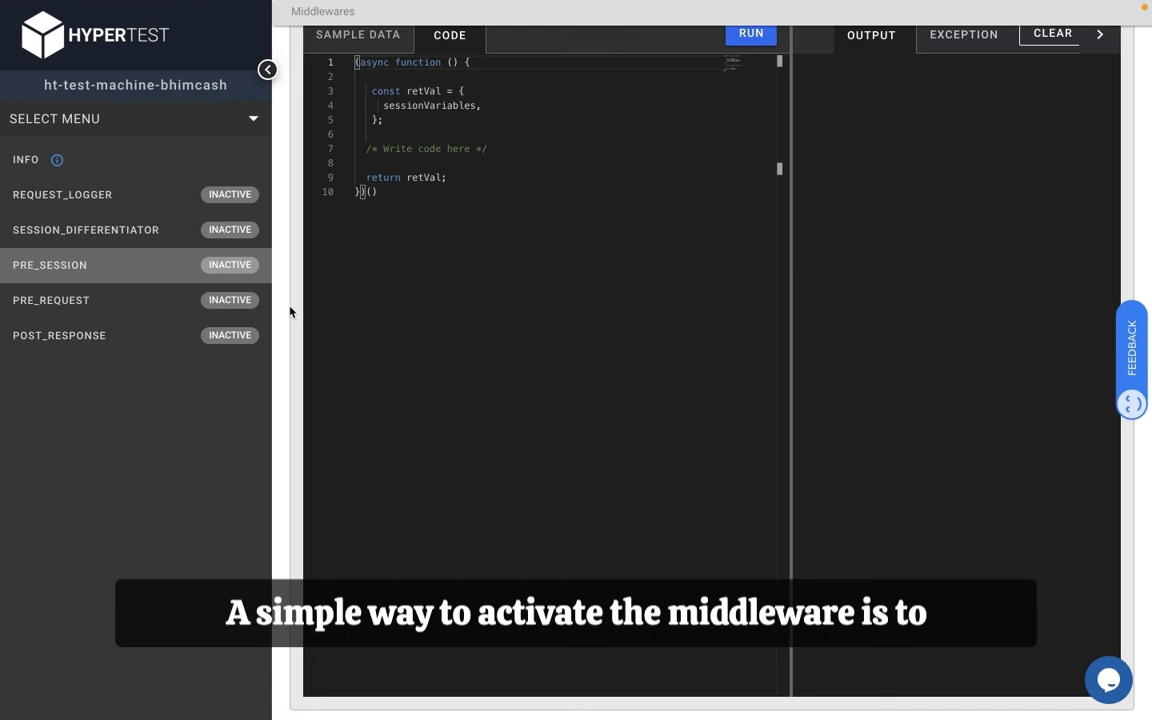 Middlewares
HYPERTEST
ht-test-machine-bhimcash
SELECT MENU
INFO
REQUEST_LOGGER INACTIVE
SESSION_DIFFERENTIATOR INACTIVE
PRE_SESSION INACTIVE
PRE_REQUEST INACTIVE
POST_RESPONSE INACTIVE
SAMPLE DATA CODE RUN
1 (async function () {
2
3 const retVal = {
4 sessionVariables,
5 };
6
7 /* Write code here */
8
9 return retVal;
10 })()
OUTPUT EXCEPTION CLEAR
FEEDBACK
A simple way to activate the middleware is to